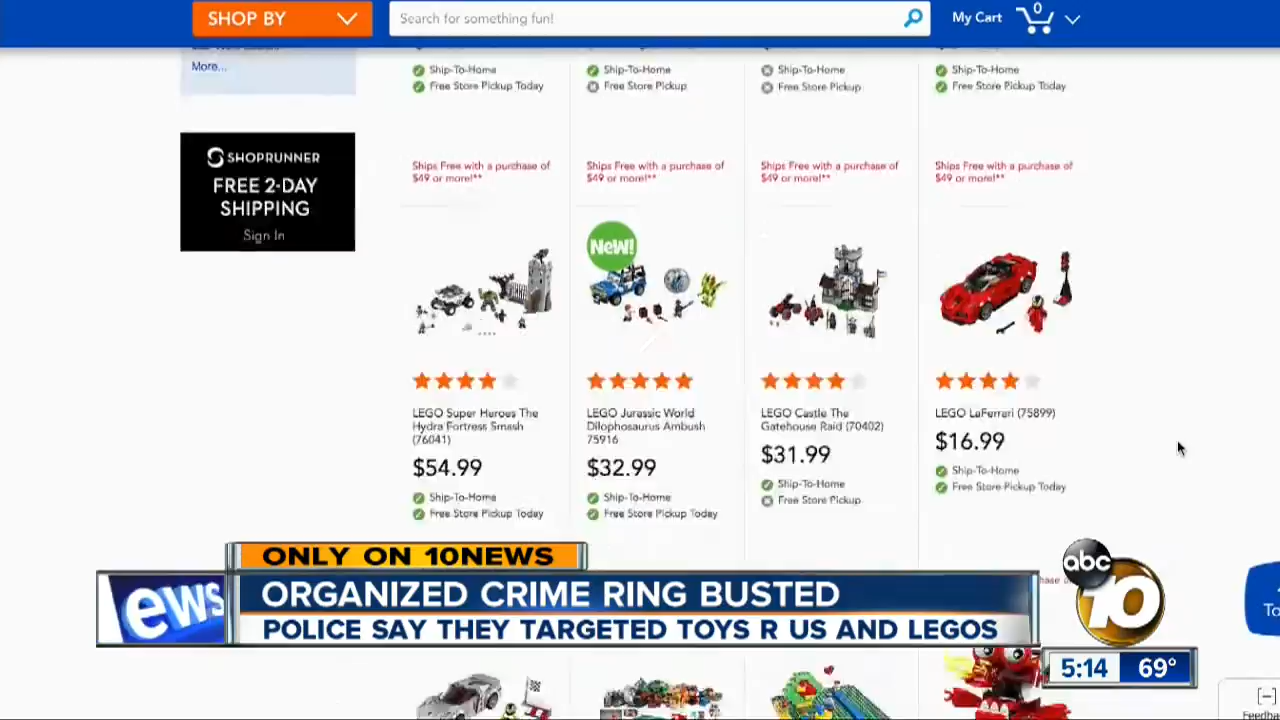 SHOP BY
Search for something fun!
My Cart
0
More...
Ship-To-Home
Free Store Pickup Today
Ship-To-Home
Free Store Pickup
Ship-To-Home
Free Store Pickup
Ship-To-Home
Free Store Pickup Today
SHOPRUNNER
FREE 2-DAY
SHIPPING
Sign In
Ships Free with a purchase of
$49 or more!**
Ships Free with a purchase of
$49 or more!**
Ships Free with a purchase of
$49 or more!**
Ships Free with a purchase of
$49 or more!**
NeW!
LEGO Super Heroes The
Hydra Fortress Smash
(76041)
$54.99
Ship-To-Home
Free Store Pickup Today
LEGO Jurassic World
Dilophosaurus Ambush
75916
$32.99
Ship-To-Home
Free Store Pickup Today
LEGO Castle The
Gatehouse Raid (70402)
$31.99
Ship-To-Home
Free Store Pickup
LEGO LaFerrari (75899)
$16.99
Ship-To-Home
Free Store Pickup Today
ONLY ON 10NEWS
ews
ORGANIZED CRIME RING BUSTED
POLICE SAY THEY TARGETED TOYS R US AND LEGOS
abc
10
5:14 69°
To
Feedba